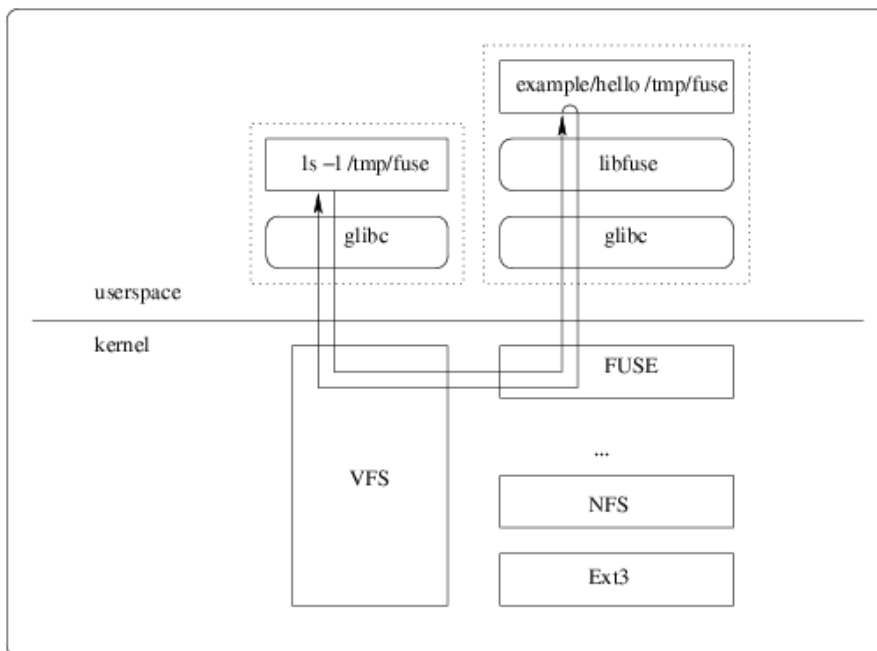 example/hello /tmp/fuse
ls −l /tmp/fuse
libfuse
glibc
glibc
userspace
kernel
FUSE
...
VFS
NFS
Ext3